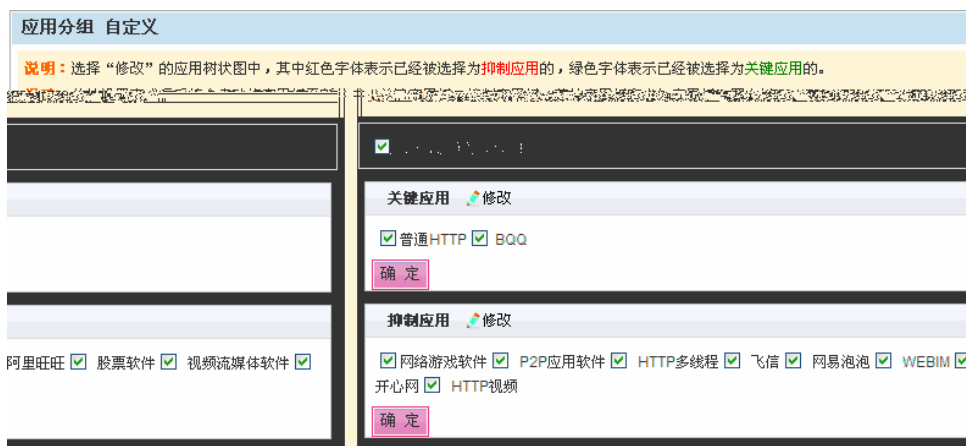 应用分组 自定义
说明：选择“修改”的应用树状图中，其中红色字体表示已经被选择为抑制应用的，绿色字体表示已经被选择为关键应用的。
关键应用 修改
普通HTTP BQQ
确 定
抑制应用 修改
阿里旺旺 股票软件 视频流媒体软件
网络游戏软件 P2P应用软件 HTTP多线程 飞信 网易泡泡 WEBIM
开心网 HTTP视频
确 定